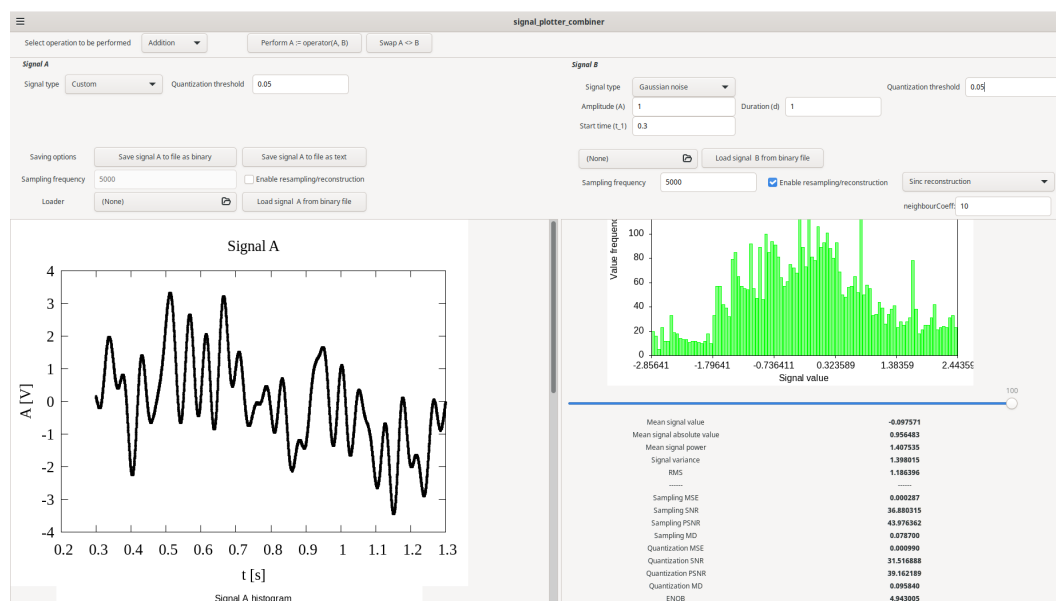 signal_plotter_combiner
Select operation to be performed Addition Perform A := operator(A, B) Swap A <> B
Signal A
Signal type Custom Quantization threshold 0.05
Saving options Save signal A to file as binary Save signal A to file as text
Sampling frequency 5000 Enable resampling/reconstruction
Loader (None) Load signal A from binary file
Signal B
Signal type Gaussian noise Quantization threshold 0.05
Amplitude (A) 1 Duration (d) 1
Start time (t_1) 0.3
(None) Load signal B from binary file
Sampling frequency 5000 Enable resampling/reconstruction Sinc reconstruction
neighbourCoeff: 10
Signal A
4
3
2
1
0
-1
-2
-3
-4
A [V]
0.2 0.3 0.4 0.5 0.6 0.7 0.8 0.9 1 1.1 1.2 1.3
t [s]
Signal A histogram
Value frequenc
100
80
60
40
20
0
-2.85641 -1.79641 -0.736411 0.323589 1.38359 2.44359
Signal value
100
Mean signal value -0.097571
Mean signal absolute value 0.956483
Mean signal power 1.407535
Signal variance 1.398015
RMS 1.186396
------ ------
Sampling MSE 0.000287
Sampling SNR 36.880315
Sampling PSNR 43.976362
Sampling MD 0.078700
Quantization MSE 0.000990
Quantization SNR 31.516888
Quantization PSNR 39.162189
Quantization MD 0.095840
ENOB 4.943005